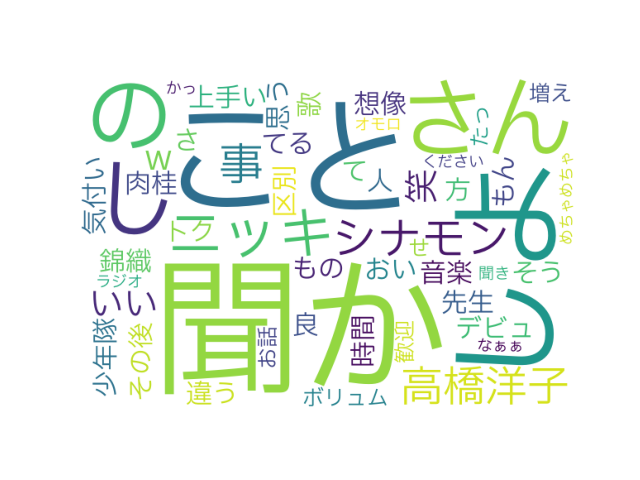 の
かっ
上手い
さ
w
てる
思う
歌
こと
想像
オモロ
て
人
さん
増え
たっ
気付い
肉桂
し
事
区別
笑
方
ください
もん
めちゃめちゃ
よ
トク
ニッキ
シナモン
せ
錦織
ラジオ
いい
聞
か
もの
おい
音楽
聞き
そう
少年隊
その後
お話
良
時間
歓迎
先生
デビュ
なぁぁ
っ
違う
ボリュム
高橋洋子